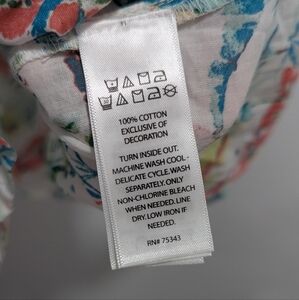 100% COTTON
EXCLUSIVE OF
DECORATION
TURN INSIDE OUT.
MACHINE WASH COOL -
DELICATE CYCLE. WASH
SEPARATELY. ONLY
NON-CHLORINE BLEACH
WHEN NEEDED. LINE
DRY. LOW IRON IF
NEEDED.
RN# 75343